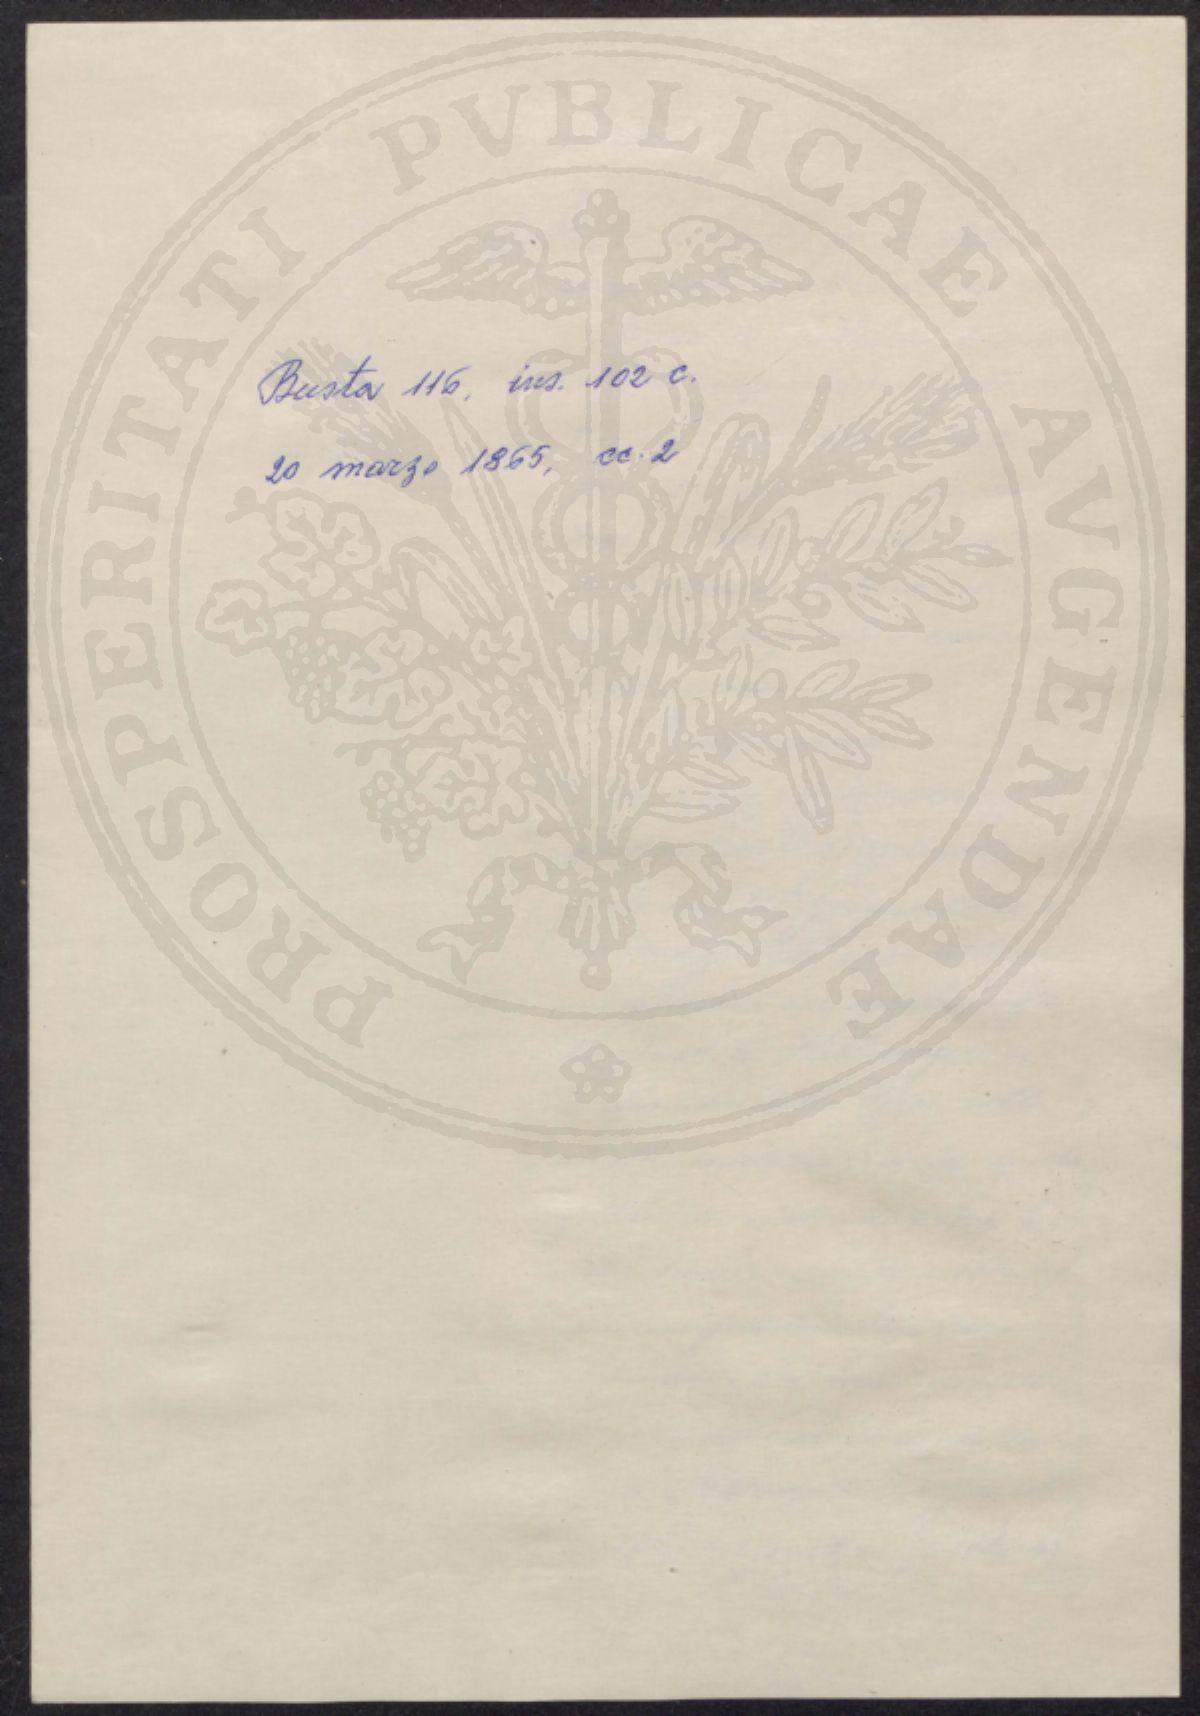 PROSPERITATI PVBLICAE AVGENDAE
Busta 116, ins. 102 c.
20 marzo 1865, cc. 2